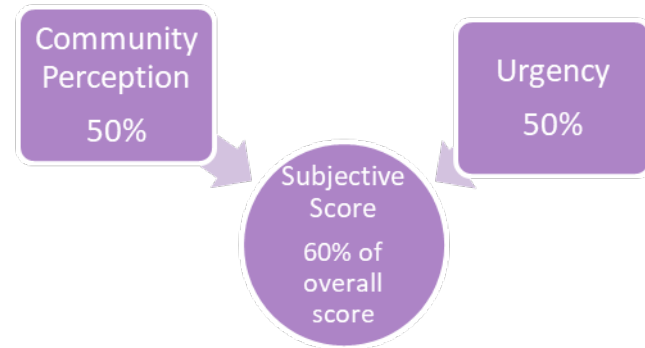 Community
Perception
50%
Urgency
50%
Subjective
Score
60% of
overall
score